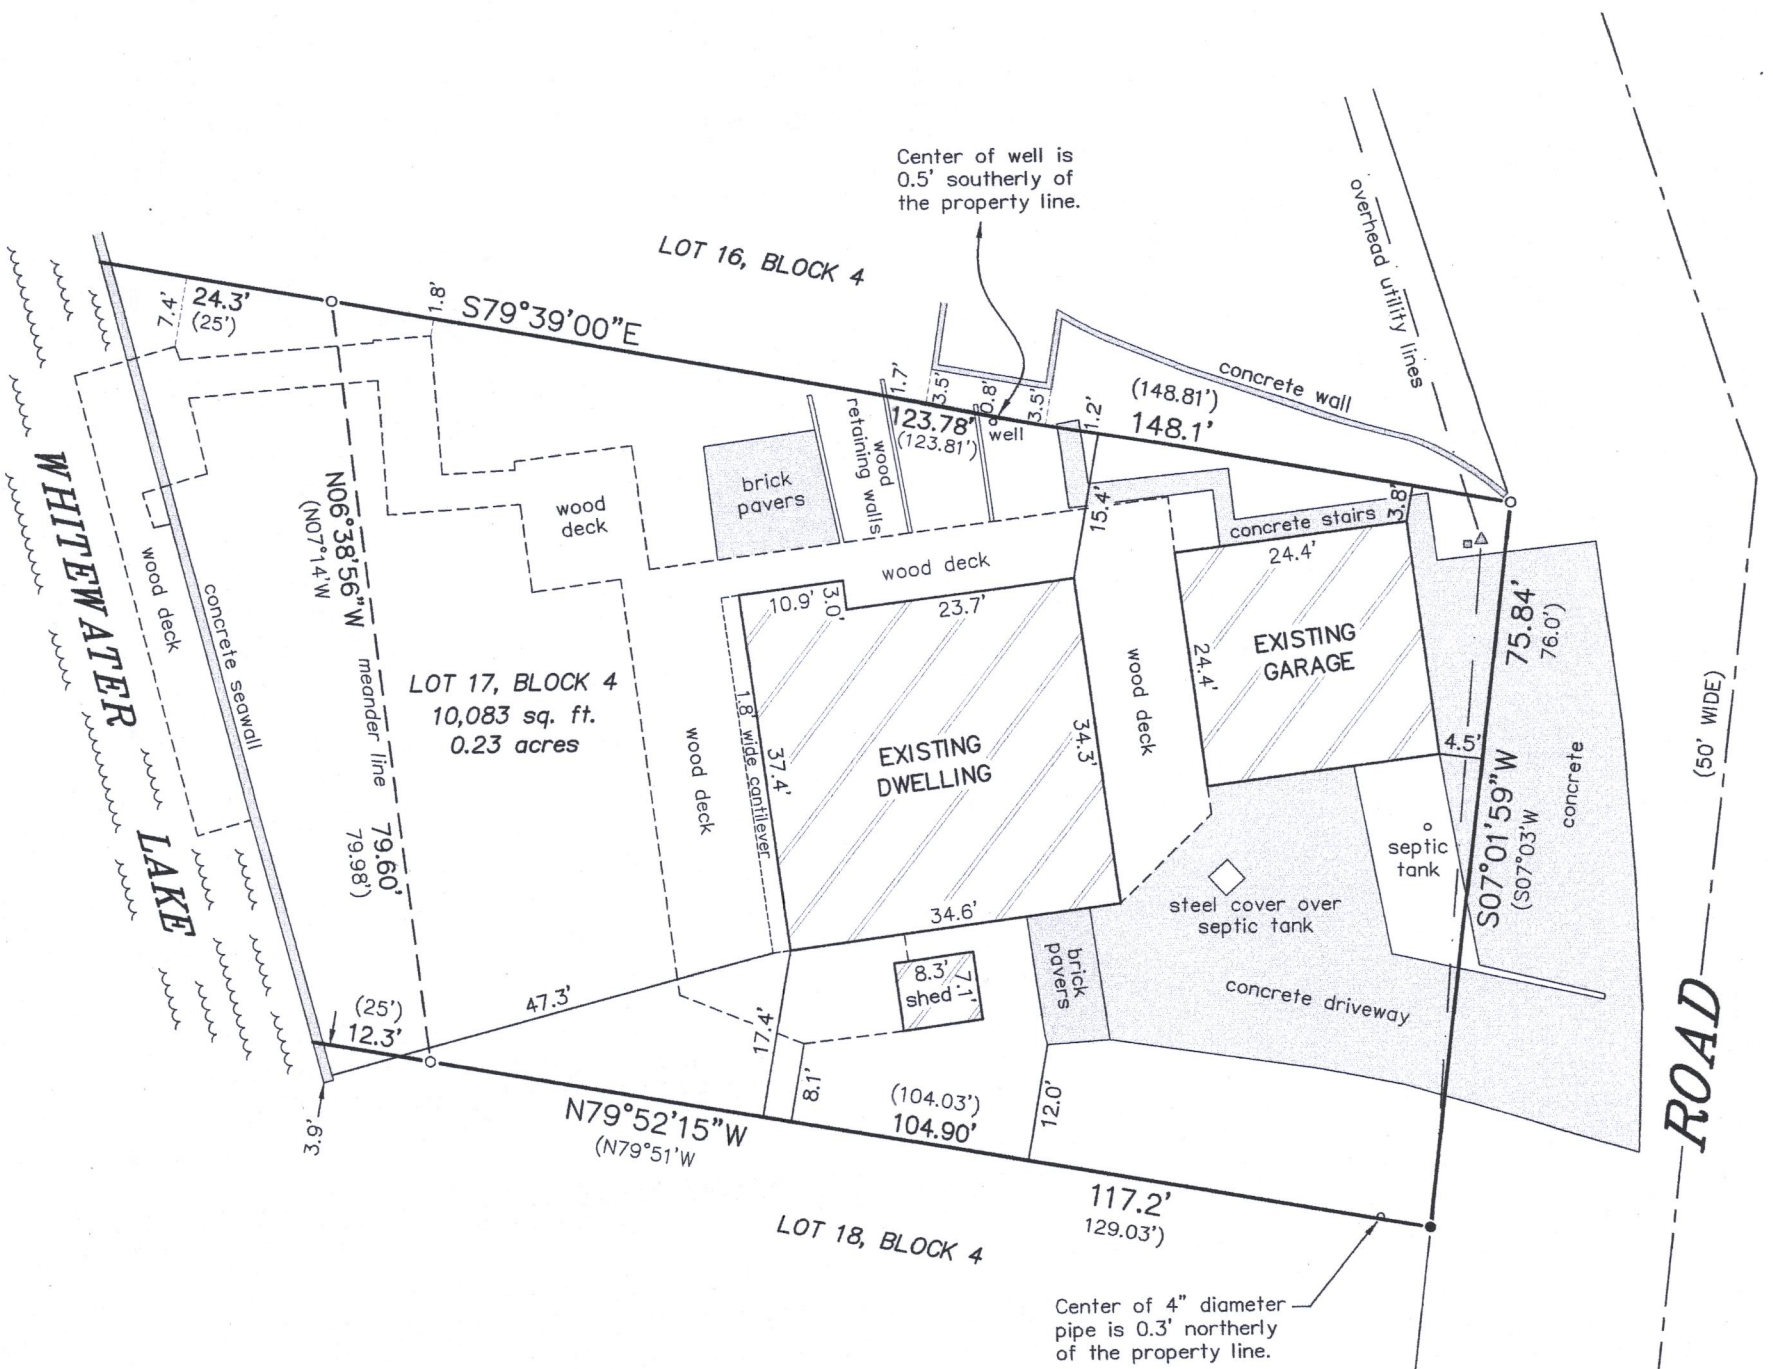 Center of well is
0.5' southerly of
the property line.
overhead utility lines
LOT 16, BLOCK 4
7.4'
24.3'
(25')
1.8'
S79°39'00"E
1.7'
3.5'
0.8'
3.5'
1.2'
123.78'
(123.81')
well
(148.81')
148.1'
concrete wall
WHITEWATER
LAKE
wood deck
concrete seawall
N06°38'56"W
(N07°14'W
meander line
79.60'
79.98')
wood
deck
brick
pavers
wood
retaining walls
15.4'
3.8'
concrete stairs
24.4'
wood deck
10.9'
3.0'
23.7'
LOT 17, BLOCK 4
10,083 sq. ft.
0.23 acres
wood deck
1.8' wide cantilever
37.4'
EXISTING
DWELLING
34.3'
34.6'
wood deck
24.4'
EXISTING
GARAGE
75.84'
76.0')
4.5'
S07°01'59"W
(S07°03'W
concrete
(50' WIDE)
ROAD
septic
tank
steel cover over
septic tank
concrete driveway
brick
pavers
8.3'
7.1'
shed
47.3'
(25')
12.3'
3.9'
17.4'
8.1'
12.0'
(104.03')
104.90'
N79°52'15"W
(N79°51'W
117.2'
129.03')
LOT 18, BLOCK 4
Center of 4" diameter
pipe is 0.3' northerly
of the property line.